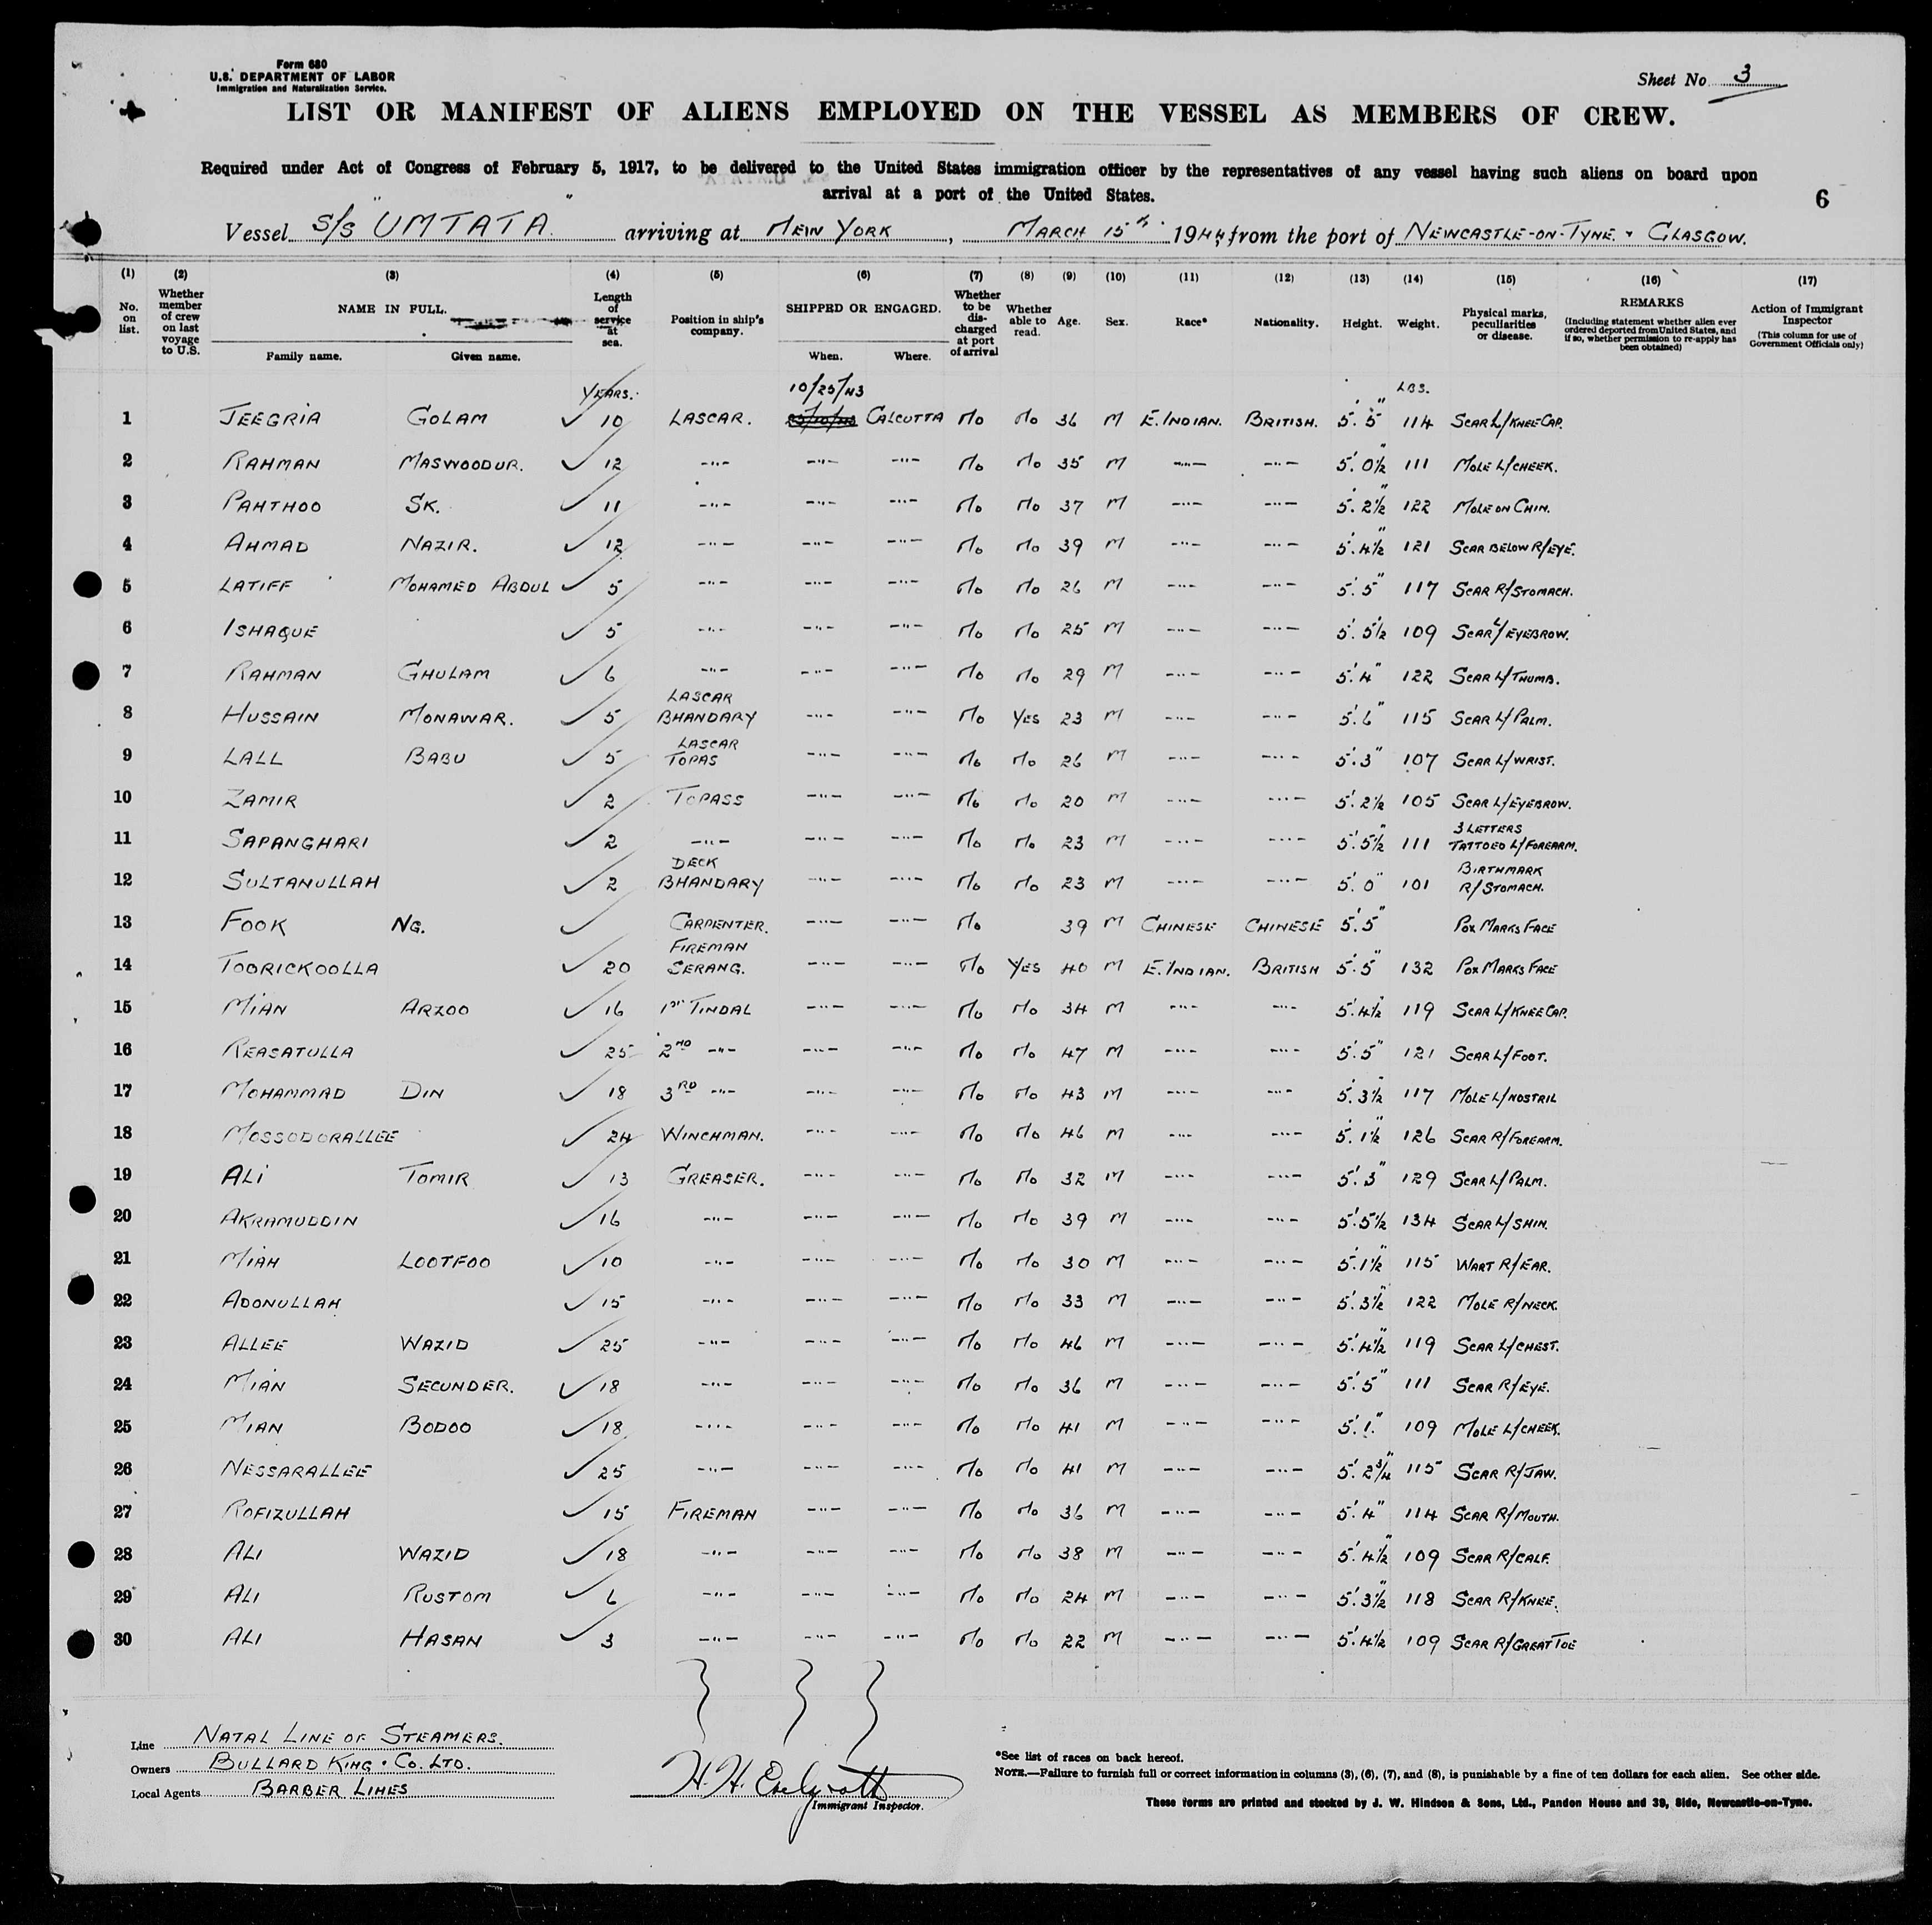 Form 680
U.S. DEPARTMENT OF LABOR
Immigration and Naturalization Service.
Sheet No. 3
LIST OR MANIFEST OF ALIENS EMPLOYED ON THE VESSEL AS MEMBERS OF CREW.
Required under Act of Congress of February 5, 1917, to be delivered to the United States immigration officer by the representatives of any vessel having such aliens on board upon
arrival at a port of the United States.
6
Vessel S/S "UMTATA" arriving at NEW YORK, MARCH 15th 1944 from the port of NEWCASTLE-ON-TYNE. & GLASGOW.
(1) (2) (3) (4) (5) (6) (7) (8) (9) (10) (11) (12) (13) (14) (15) (16) (17)
No. on list.
Whether member of crew on last voyage to U.S.
NAME IN FULL.
Family name. Given name.
Length of service at sea.
Position in ship's company.
SHIPPED OR ENGAGED.
When. Where.
Whether to be discharged at port of arrival
Whether able to read.
Age.
Sex.
Race*
Nationality.
Height.
Weight.
Physical marks, peculiarities or disease.
REMARKS
(Including statement whether alien ever ordered deported from United States, and if so, whether permission to re-apply has been obtained)
Action of Immigrant Inspector
(This column for use of Government Officials only)
YEARS. 10/25/43 LBS.
1 JEEGRIA GOLAM ✓ 10 LASCAR. CALCUTTA No No 36 M E. INDIAN. BRITISH. 5'.5" 114 SCAR L/KNEE CAP.
2 RAHMAN MASWOODUR. ✓ 12 -"- -"- -"- No No 35 M -"- -"- 5'.0½ 111 MOLE L/CHEEK.
3 PAHTHOO SK. ✓ 11 -"- -"- -"- No No 37 M -"- -"- 5'.2½" 122 MOLE ON CHIN.
4 AHMAD NAZIR. ✓ 12 -"- -"- -"- No No 39 M -"- -"- 5'.4½" 121 SCAR BELOW R/EYE.
5 LATIFF MOHAMED ABDUL ✓ 5 -"- -"- -"- No No 26 M -"- -"- 5'.5" 117 SCAR R/STOMACH.
6 ISHAQUE ✓ 5 -"- -"- -"- No No 25 M -"- -"- 5'.5½ 109 SCAR L/EYEBROW.
7 RAHMAN GHULAM ✓ 6 -"- -"- -"- No No 29 M -"- -"- 5'.4" 122 SCAR L/THUMB.
8 HUSSAIN MONAWAR. ✓ 5 LASCAR BHANDARY -"- -"- No YES 23 M -"- -"- 5'.6" 115 SCAR L/PALM.
9 LALL BABU ✓ 5 LASCAR TOPAS -"- -"- No No 26 M -"- -"- 5'.3" 107 SCAR L/WRIST.
10 ZAMIR ✓ 2 TOPASS -"- -"- No No 20 M -"- -"- 5'.2½ 105 SCAR L/EYEBROW.
11 SAPANGHARI ✓ 2 -"- -"- -"- No No 23 M -"- -"- 5'.5½" 111 3 LETTERS TATTOED L/FOREARM.
12 SULTANULLAH ✓ 2 DECK BHANDARY -"- -"- No No 23 M -"- -"- 5'.0" 101 BIRTHMARK R/STOMACH.
13 FOOK NG. ✓ CARPENTER. -"- -"- No 39 M CHINESE CHINESE 5'.5" POX MARKS FACE
14 TOORICKOOLLA ✓ 20 FIREMAN SERANG. -"- -"- No YES 40 M E. INDIAN. BRITISH 5'.5" 132 POX MARKS FACE
15 MIAN ARZOO ✓ 16 1ST TINDAL -"- -"- No No 34 M -"- -"- 5'.4½" 119 SCAR L/KNEE CAP.
16 REASATULLA ✓ 25 2ND -"- -"- -"- No No 47 M -"- -"- 5'.5" 121 SCAR L/FOOT.
17 MOHAMMAD DIN ✓ 18 3RD -"- -"- -"- No No 43 M -"- -"- 5'.3½ 117 MOLE L/NOSTRIL
18 MOSSODORALLEE ✓ 24 WINCHMAN. -"- -"- No No 46 M -"- -"- 5'.1½" 126 SCAR R/FOREARM.
19 ALI TOMIR ✓ 13 GREASER. -"- -"- No No 32 M -"- -"- 5'.3" 129 SCAR L/PALM.
20 AKRAMUDDIN ✓ 16 -"- -"- -"- No No 39 M -"- -"- 5'.5½ 134 SCAR L/SHIN.
21 MIAH LOOTFOO ✓ 10 -"- -"- -"- No No 30 M -"- -"- 5'.1½" 115 WART R/EAR.
22 ADONULLAH ✓ 15 -"- -"- -"- No No 33 M -"- -"- 5'.3½" 122 MOLE R/NECK.
23 ALLEE WAZID ✓ 25 -"- -"- -"- No No 46 M -"- -"- 5'.4½" 119 SCAR L/CHEST.
24 MIAN SECUNDER. ✓ 18 -"- -"- -"- No No 36 M -"- -"- 5'.5" 111 SCAR R/EYE.
25 MIAN BODOO ✓ 18 -"- -"- -"- No No 41 M -"- -"- 5'.1" 109 MOLE L/CHEEK.
26 NESSARALLEE ✓ 25 -"- -"- -"- No No 41 M -"- -"- 5'.2¾" 115 SCAR R/JAW.
27 ROFIZULLAH ✓ 15 FIREMAN -"- -"- No No 36 M -"- -"- 5'.4" 114 SCAR R/MOUTH.
28 ALI WAZID ✓ 18 -"- -"- -"- No No 38 M -"- -"- 5'.4½" 109 SCAR R/CALF.
29 ALI RUSTOM ✓ 6 -"- -"- -"- No No 24 M -"- -"- 5'.3½" 118 SCAR R/KNEE.
30 ALI HASAN ✓ 3 -"- -"- -"- No No 22 M -"- -"- 5'.4½" 109 SCAR R/GREAT TOE
Line NATAL LINE OF STEAMERS.
Owners BULLARD KING & CO. LTD.
Local Agents BARBER LINES
H. H.
Immigrant Inspector.
*See list of races on back hereof.
NOTE.—Failure to furnish full or correct information in columns (3), (6), (7), and (8), is punishable by a fine of ten dollars for each alien. See other side.
These forms are printed and stocked by J. W. Hindson & Sons, Ltd., Pandon House and 39, Side, Newcastle-on-Tyne.